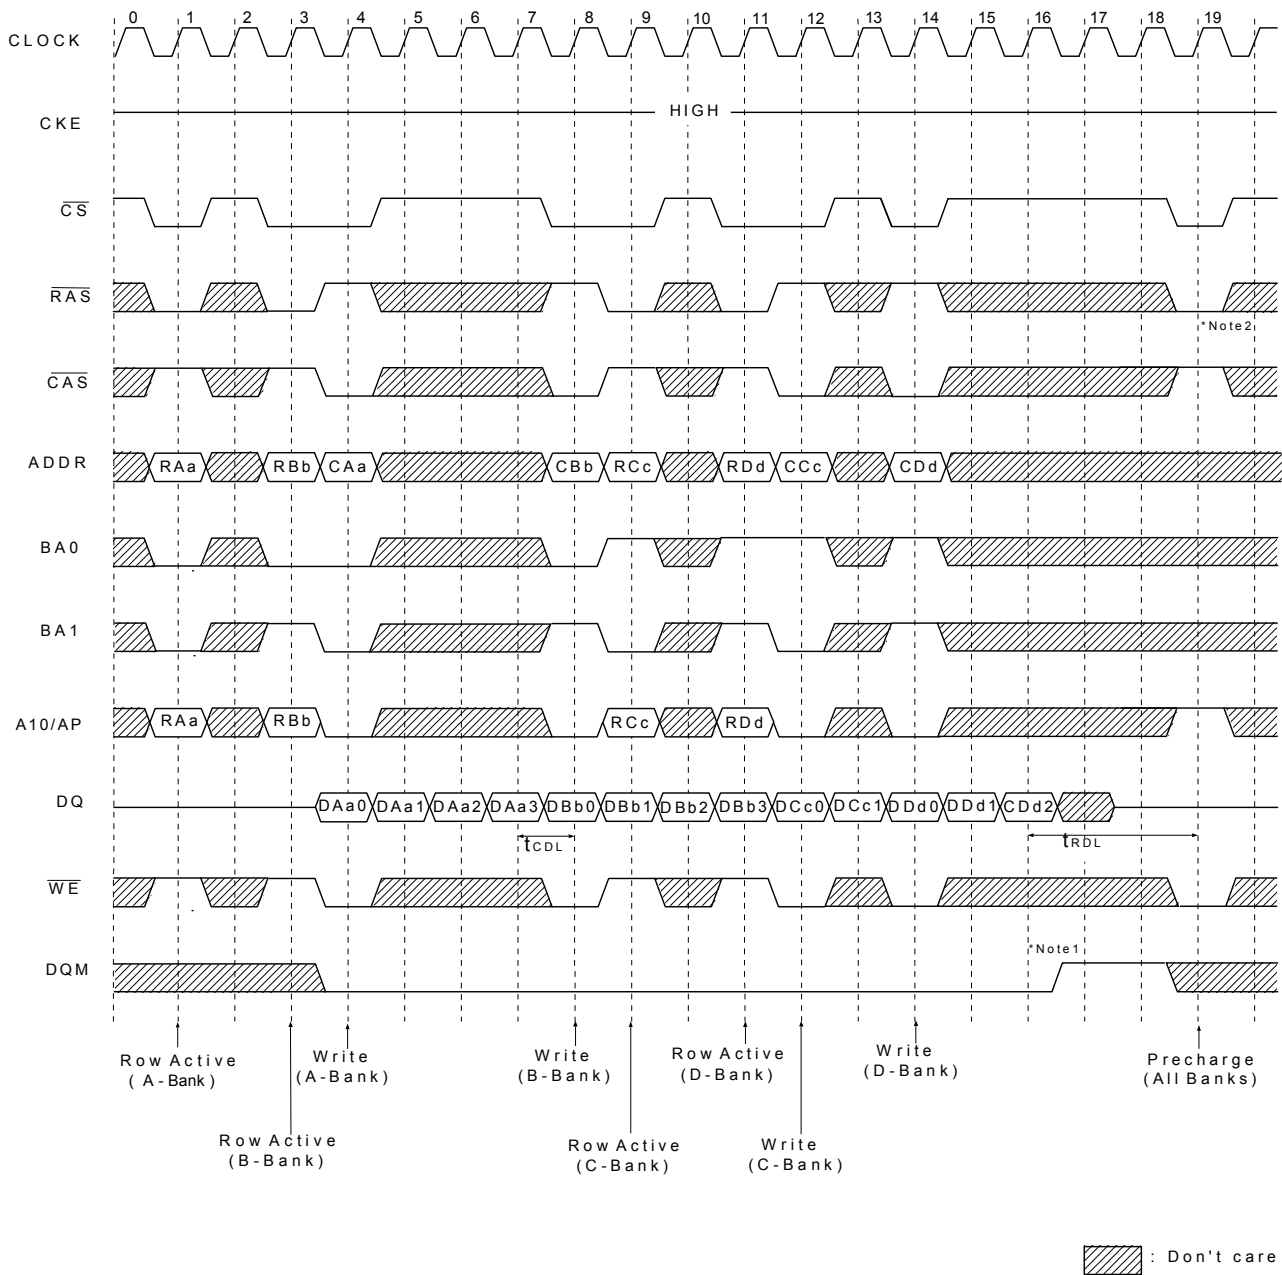 0 1 2 3 4 5 6 7 8 9 10 11 12 13 14 15 16 17 18 19
CLOCK
HIGH
CKE
CS
RAS
*Note2
CAS
ADDR RAa RBb CAa CBb RCc RDd CCc CDd
BA0
BA1
A10/AP RAa RBb RCc RDd
DQ DAa0 DAa1 DAa2 DAa3 DBb0 DBb1 DBb2 DBb3 DCc0 DCc1 DDd0 DDd1 CDd2
tCDL tRDL
WE
*Note1
DQM
Row Active
(A-Bank)
Write
(A-Bank)
Write
(B-Bank)
Row Active
(D-Bank)
Write
(D-Bank)
Precharge
(All Banks)
Row Active
(B-Bank)
Row Active
(C-Bank)
Write
(C-Bank)
: Don't care